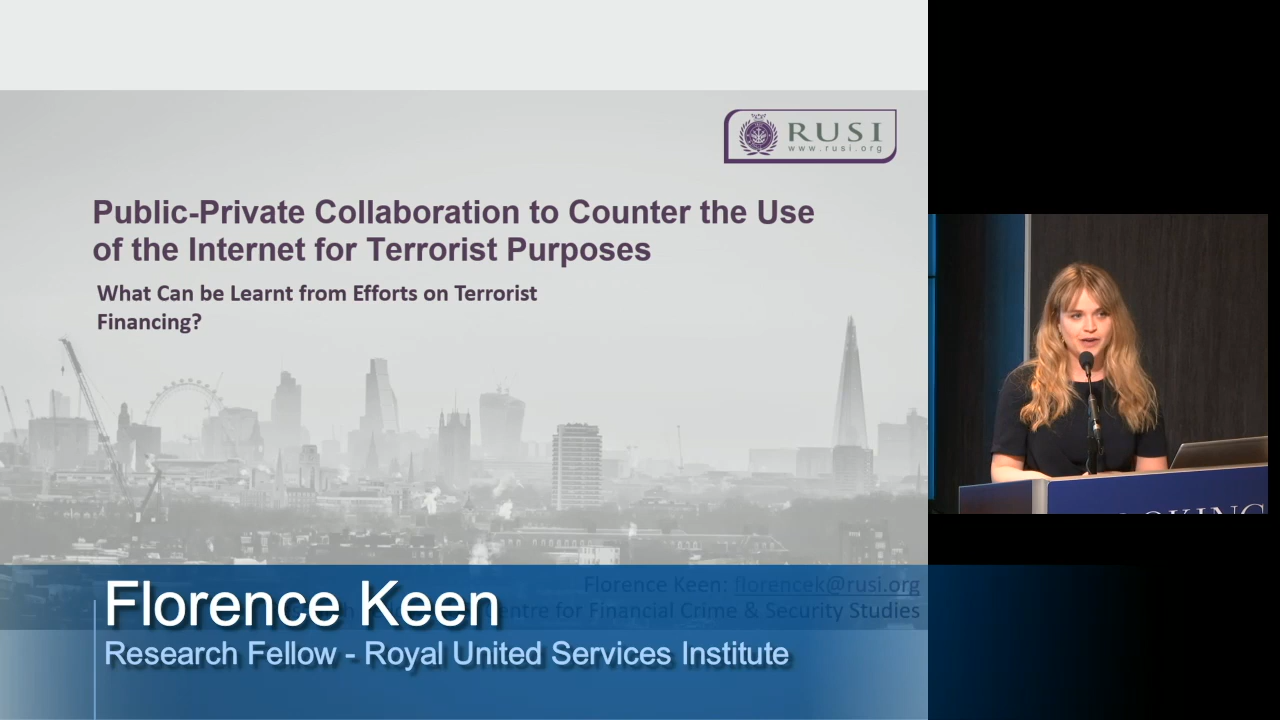 RUSI
www.rusi.org
Public-Private Collaboration to Counter the Use
of the Internet for Terrorist Purposes
What Can be Learnt from Efforts on Terrorist
Financing?
Florence Keen: florencek@rusi.org
Centre for Financial Crime & Security Studies
Florence Keen
Research Fellow - Royal United Services Institute